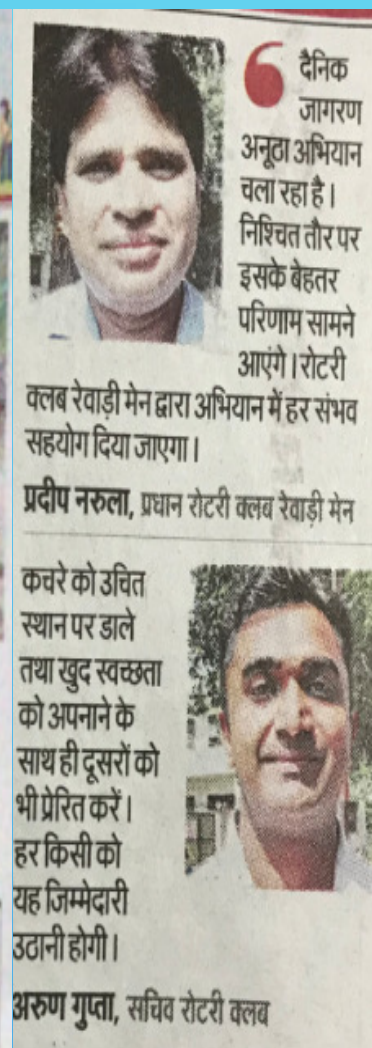 दैनिक
जागरण
अनूठा अभियान
चला रहा है।
निश्चित तौर पर
इसके बेहतर
परिणाम सामने
आएंगे। रोटरी
क्लब रेवाड़ी मेन द्वारा अभियान में हर संभव
सहयोग दिया जाएगा।
प्रदीप नरुला, प्रधान रोटरी क्लब रेवाड़ी मेन
कचरे को उचित
स्थान पर डाले
तथा खुद स्वच्छता
को अपनाने के
साथ ही दूसरों को
भी प्रेरित करें।
हर किसी को
यह जिम्मेदारी
उठानी होगी।
अरुण गुप्ता, सचिव रोटरी क्लब